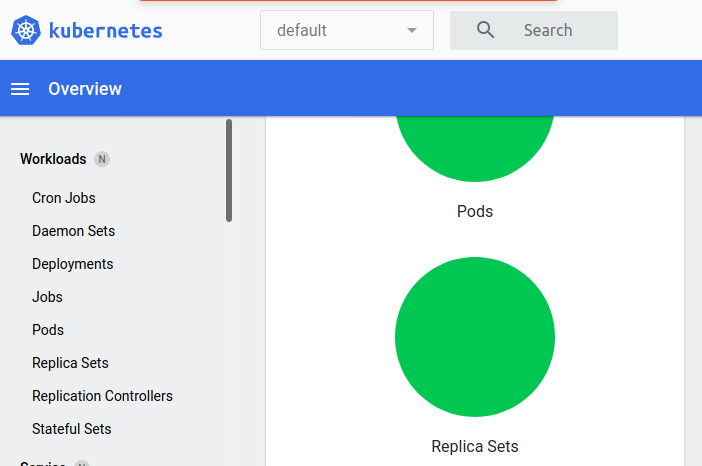 kubernetes
default
Search
Overview
Workloads N
Cron Jobs
Daemon Sets
Deployments
Jobs
Pods
Replica Sets
Replication Controllers
Stateful Sets
Service N
Pods
Replica Sets